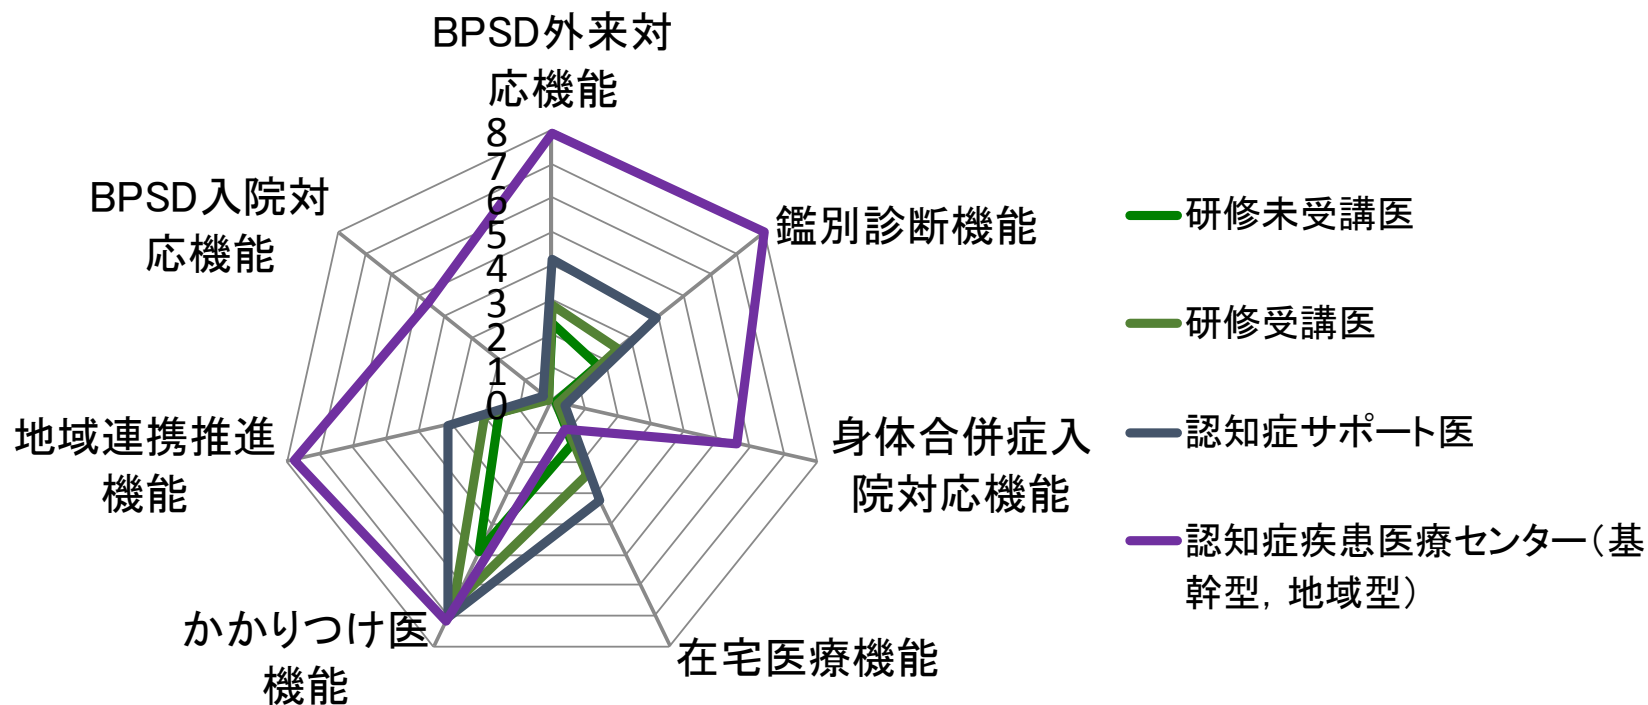 BPSD外来対
応機能
8
7
6
5
4
3
2
1
0
鑑別診断機能
身体合併症入
院対応機能
在宅医療機能
かかりつけ医
機能
地域連携推進
機能
BPSD入院対
応機能
研修未受講医
研修受講医
認知症サポート医
認知症疾患医療センター（基
幹型，地域型）